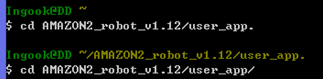 Ingook@DD ~
$ cd AMAZON2_robot_v1.12/user_app.
Ingook@DD ~/AMAZON2_robot_v1.12/user_app.
$ cd AMAZON2_robot_v1.12/user_app/